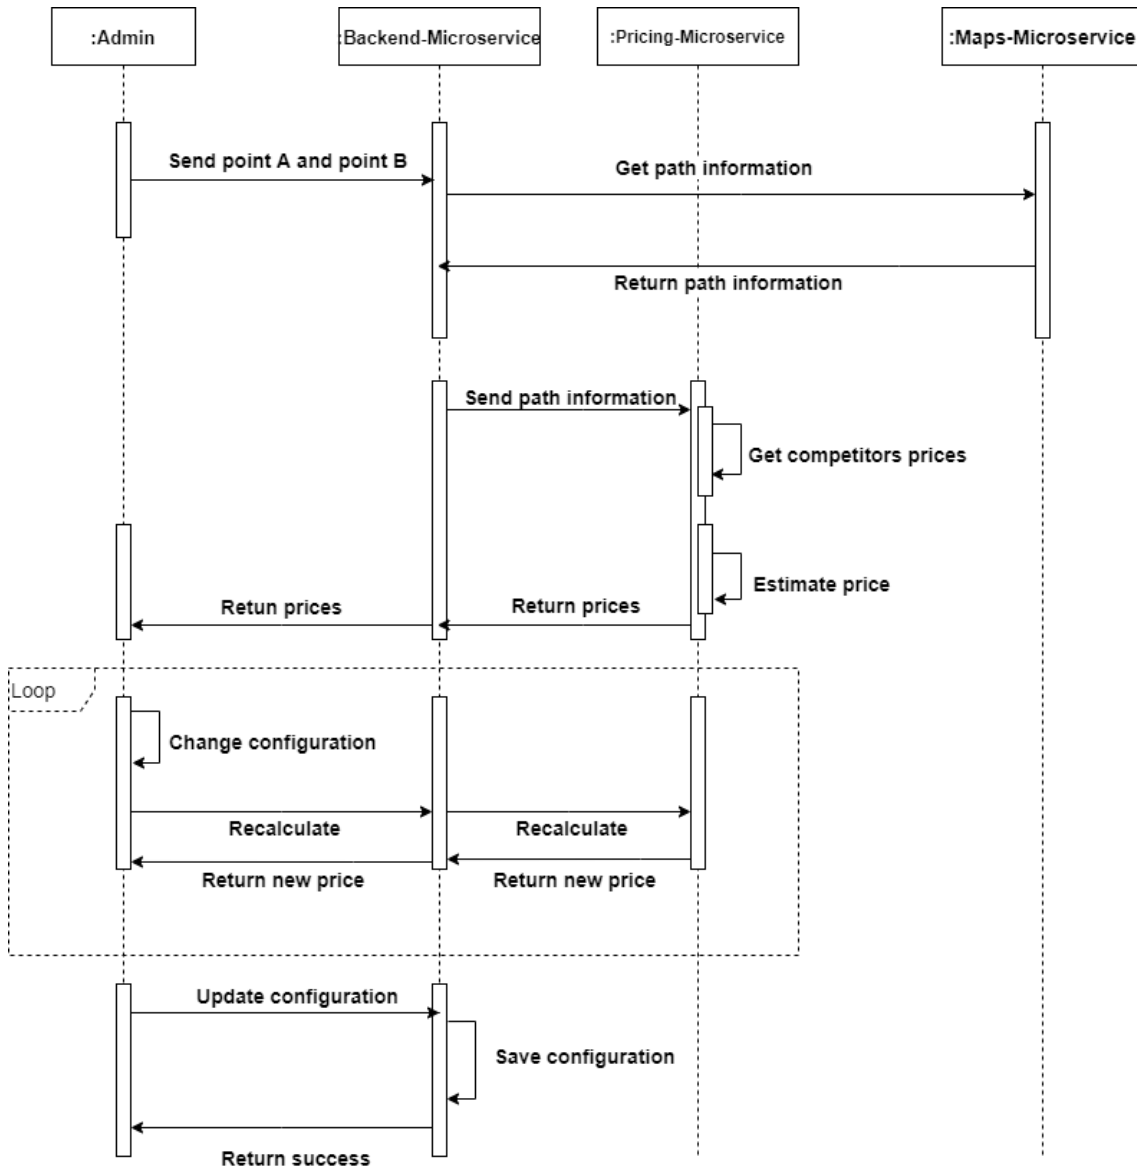 :Admin
:Backend-Microservice
:Pricing-Microservice
:Maps-Microservice
Send point A and point B
Get path information
Return path information
Send path information
Get competitors prices
Estimate price
Retun prices
Return prices
Loop
Change configuration
Recalculate
Recalculate
Return new price
Return new price
Update configuration
Save configuration
Return success